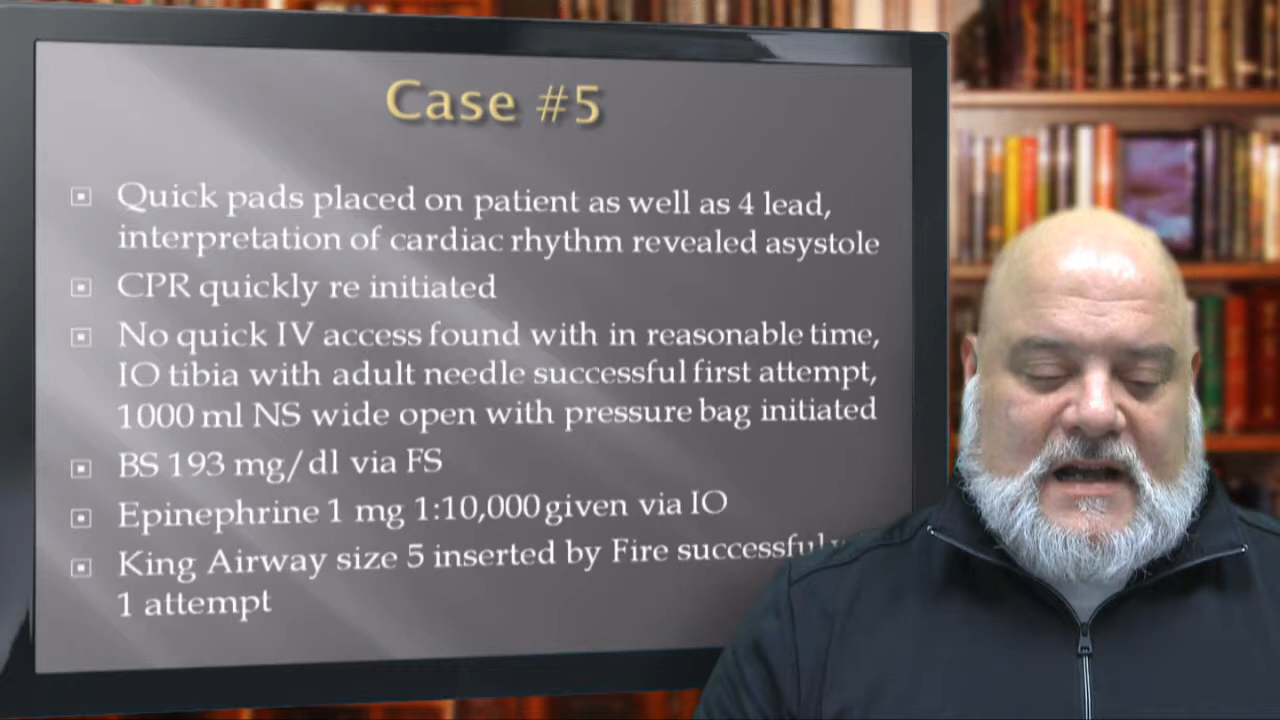 Case #5
Quick pads placed on patient as well as 4 lead,
interpretation of cardiac rhythm revealed asystole
CPR quickly re initiated
No quick IV access found with in reasonable time,
IO tibia with adult needle successful first attempt,
1000 ml NS wide open with pressure bag initiated
BS 193 mg/dl via FS
Epinephrine 1 mg 1:10,000 given via IO
King Airway size 5 inserted by Fire
1 attempt